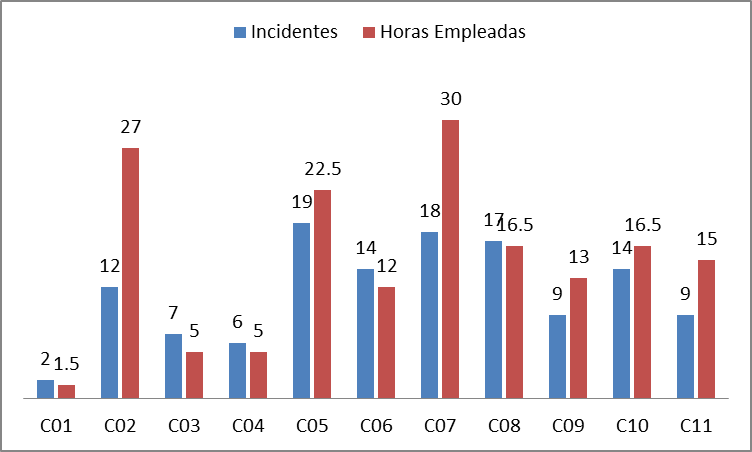 Incidentes Horas Empleadas
2 1.5 12 27 7 5 6 5 19 22.5 14 12 18 30 17 16.5 9 13 14 16.5 9 15
C01 C02 C03 C04 C05 C06 C07 C08 C09 C10 C11